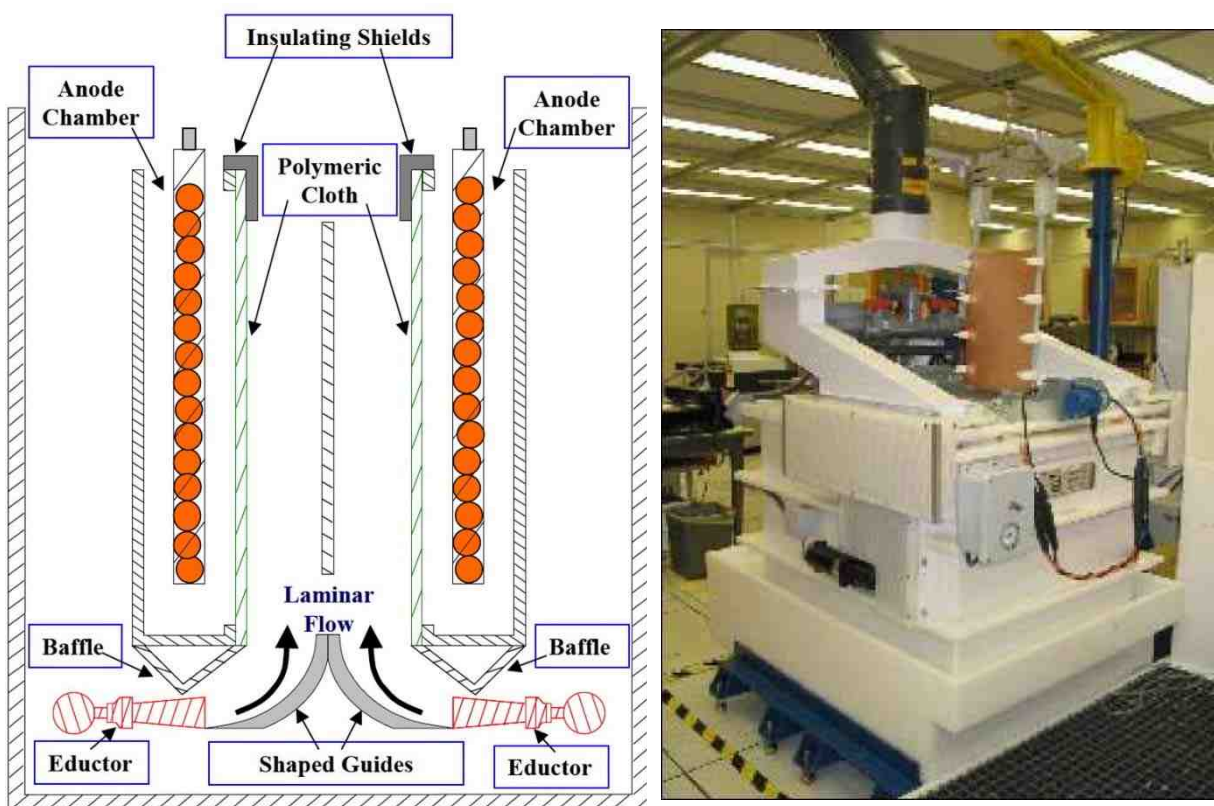 Insulating Shields
Anode
Chamber
Anode
Chamber
Polymeric
Cloth
Laminar
Flow
Baffle
Baffle
Eductor
Shaped Guides
Eductor